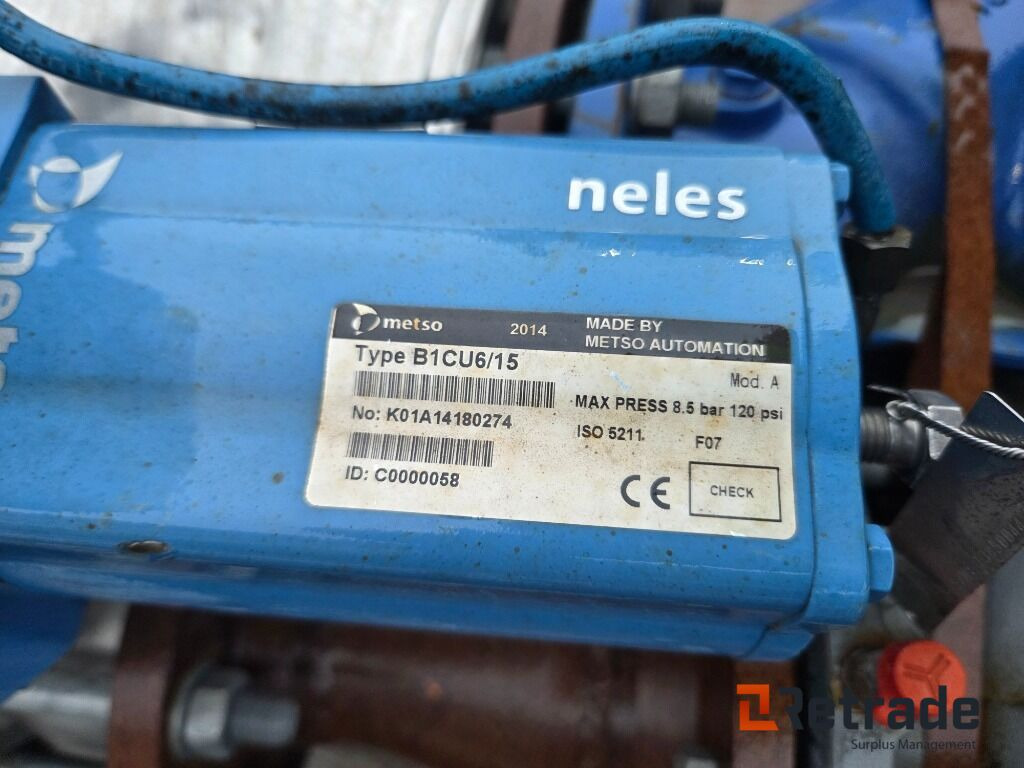 neles
metso
metso 2014 MADE BY
METSO AUTOMATION
Type B1CU6/15
Mod. A
MAX PRESS 8.5 bar 120 psi
No: K01A14180274
ISO 5211 F07
ID: C0000058
CE
CHECK
Retrade
Surplus Management